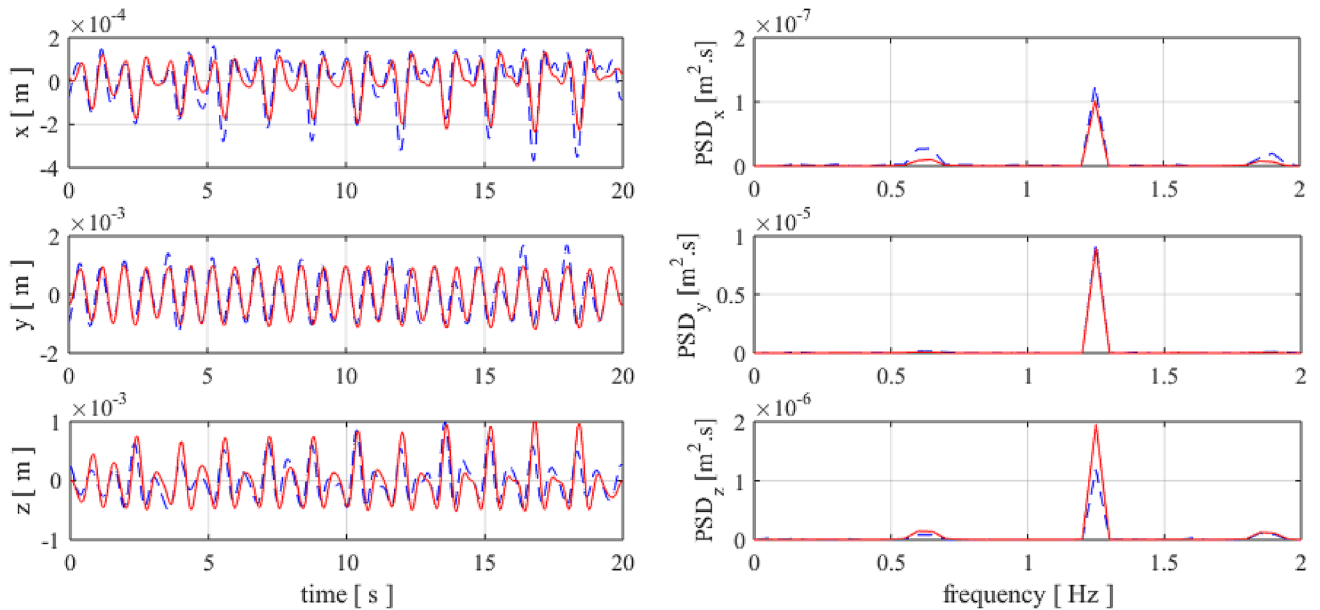 ×10⁻⁴
2
0
-2
-4
x [ m ]
0 5 10 15 20
×10⁻⁷
2
1
0
PSDₓ [m².s]
0 0.5 1 1.5 2
×10⁻³
2
0
-2
y [ m ]
0 5 10 15 20
×10⁻⁵
1
0.5
0
PSD_y [m².s]
0 0.5 1 1.5 2
×10⁻³
1
0
-1
z [ m ]
0 5 10 15 20
time [ s ]
×10⁻⁶
2
1
0
PSD_z [m².s]
0 0.5 1 1.5 2
frequency [ Hz ]